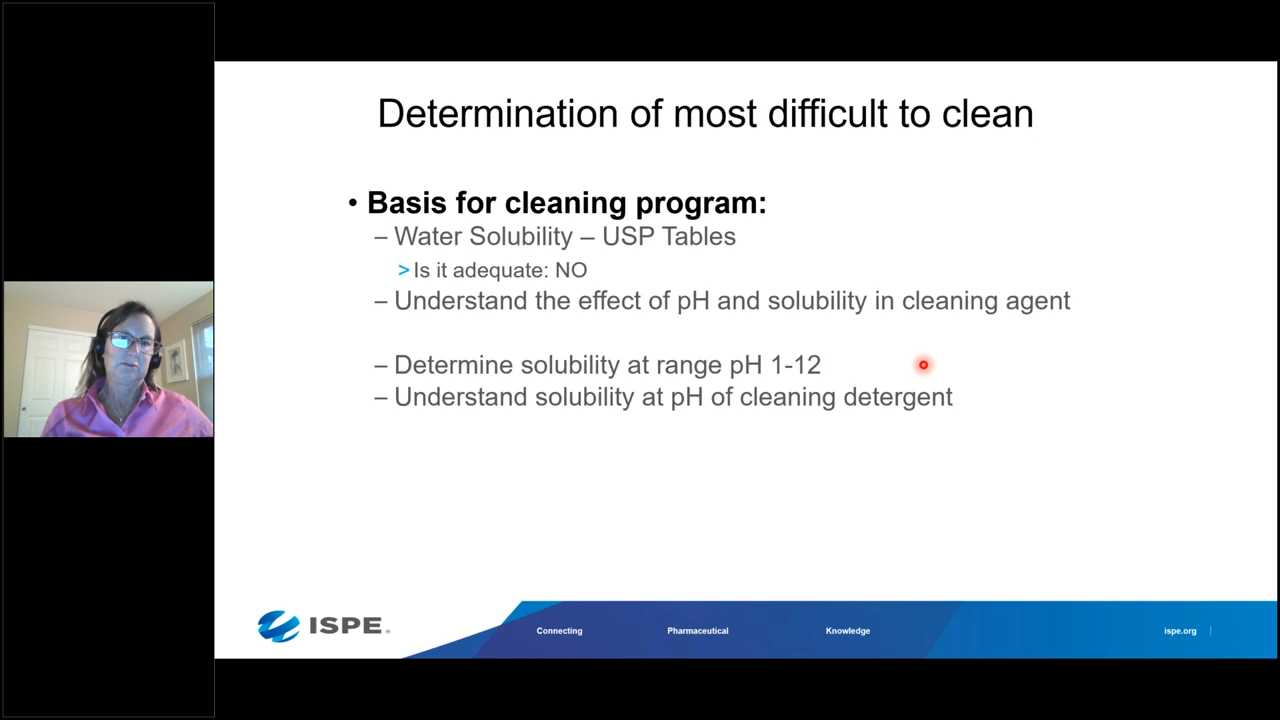 Determination of most difficult to clean
• Basis for cleaning program:
– Water Solubility – USP Tables
> Is it adequate: NO
– Understand the effect of pH and solubility in cleaning agent
– Determine solubility at range pH 1-12
– Understand solubility at pH of cleaning detergent
ISPE®
Connecting Pharmaceutical Knowledge ispe.org |